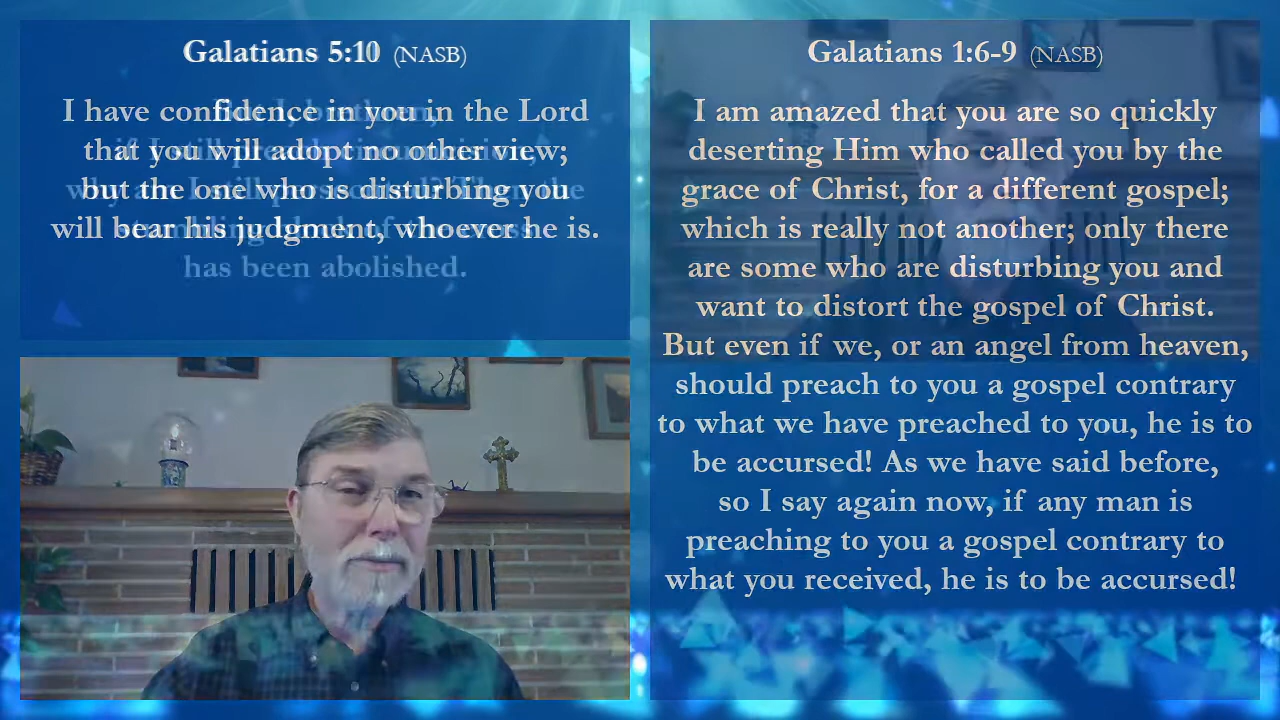 Galatians 5:10 (NASB)
I have confidence in you in the Lord
that you will adopt no other view;
but the one who is disturbing you
will bear his judgment, whoever he is.
has been abolished.
Galatians 1:6-9 (NASB)
I am amazed that you are so quickly
deserting Him who called you by the
grace of Christ, for a different gospel;
which is really not another; only there
are some who are disturbing you and
want to distort the gospel of Christ.
But even if we, or an angel from heaven,
should preach to you a gospel contrary
to what we have preached to you, he is to
be accursed! As we have said before,
so I say again now, if any man is
preaching to you a gospel contrary to
what you received, he is to be accursed!